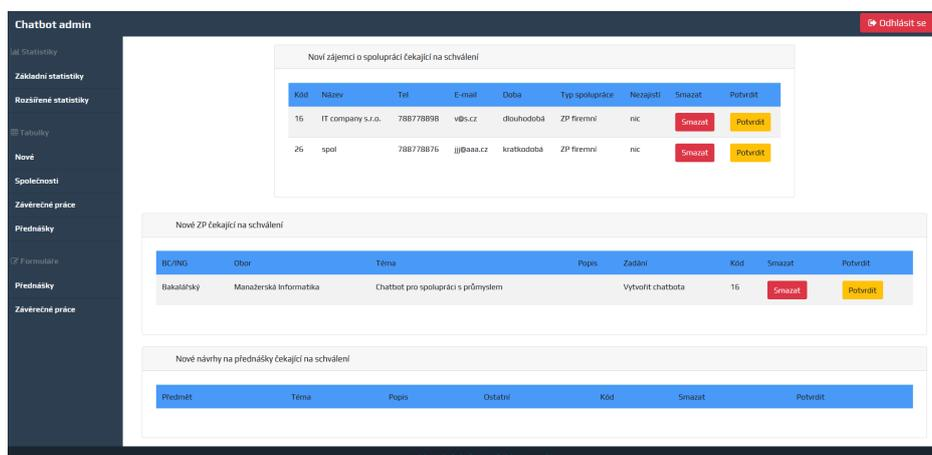 Chatbot admin
Odhlásit se
Statistiky
Základní statistiky
Rozšířené statistiky
Tabulky
Nové
Společnosti
Závěrečné práce
Přednášky
Formuláře
Přednášky
Závěrečné práce
Noví zájemci o spolupráci čekající na schválení
Kód Název Tel E-mail Doba Typ spolupráce Nezajistí Smazat Potvrdit
16 IT company s.r.o. 788778898 v@s.cz dlouhodobá ZP firemní nic Smazat Potvrdit
26 spol 788778876 jjj@aaa.cz kratkodobá ZP firemní nic Smazat Potvrdit
Nové ZP čekající na schválení
BC/ING Obor Téma Popis Zadání Kód Smazat Potvrdit
Bakalářský Manažerská Informatika Chatbot pro spolupráci s průmyslem Vytvořit chatbota 16 Smazat Potvrdit
Nové návrhy na přednášky čekající na schválení
Předmět Téma Popis Ostatní Kód Smazat Potvrdit